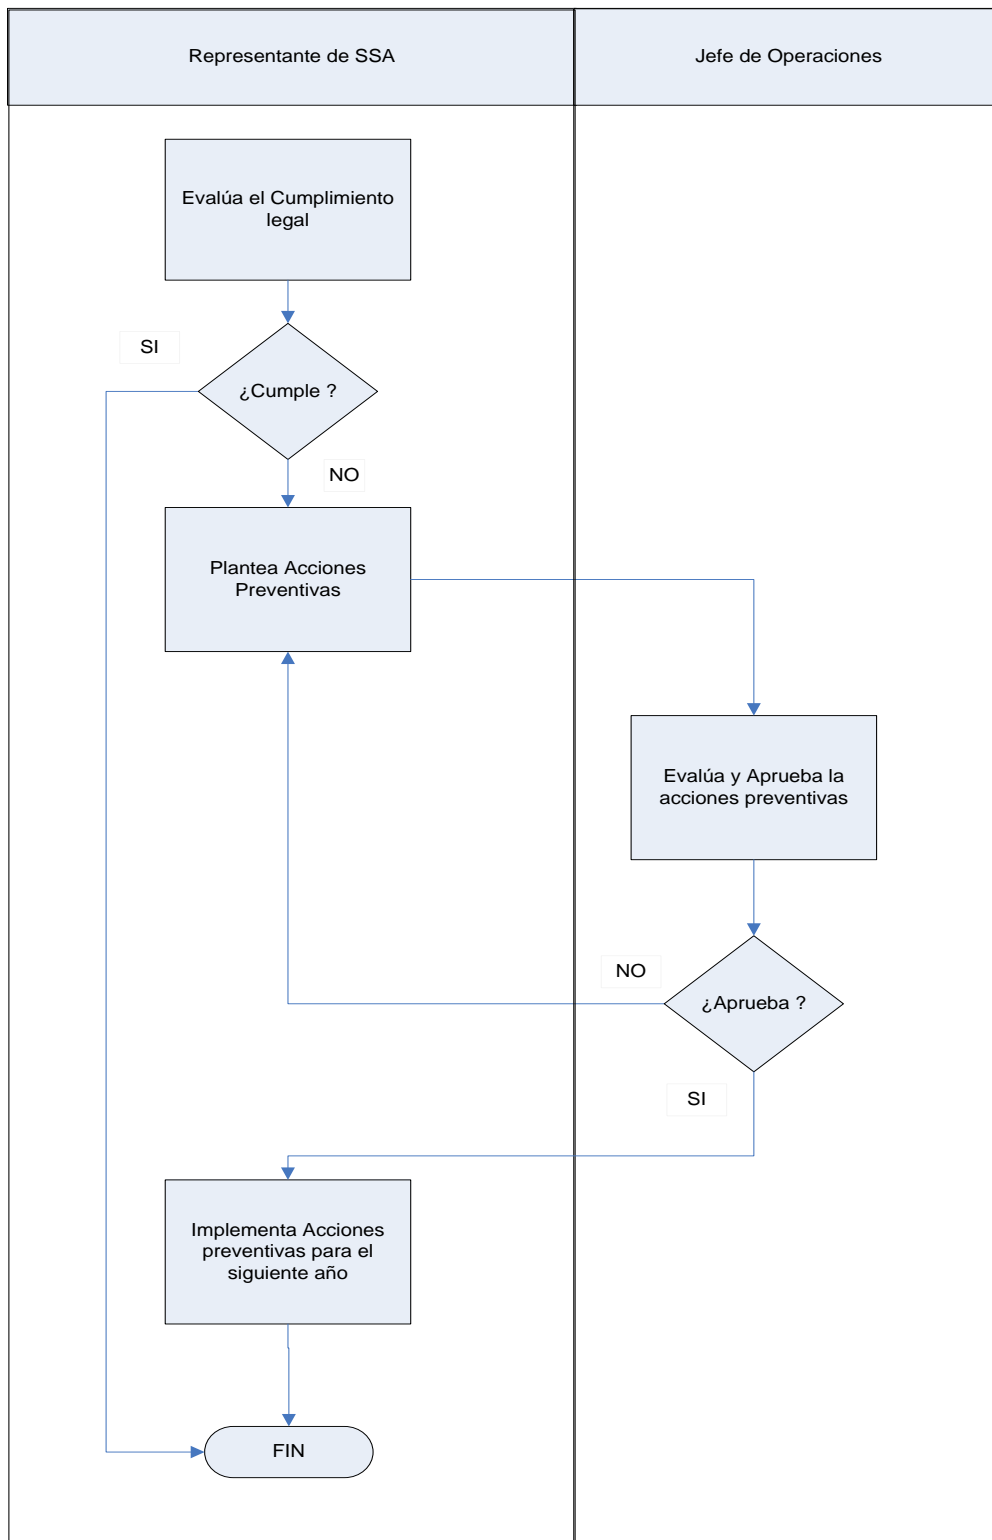 Representante de SSA
Jefe de Operaciones
Evalúa el Cumplimiento
legal
SI
¿Cumple ?
NO
Plantea Acciones
Preventivas
Evalúa y Aprueba la
acciones preventivas
NO
¿Aprueba ?
SI
Implementa Acciones
preventivas para el
siguiente año
FIN